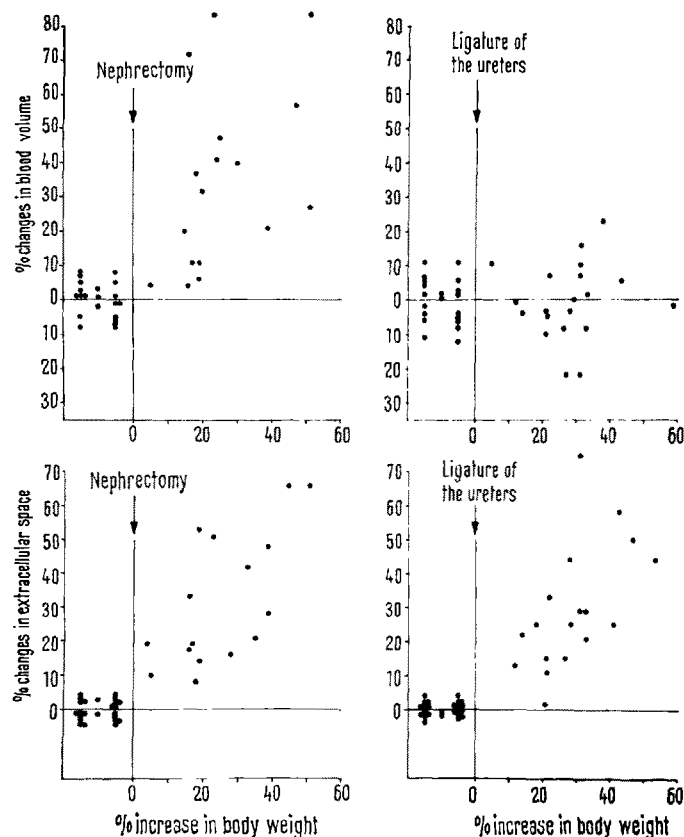 % changes in blood volume
80
70
60
50
40
30
20
10
0
10
20
30
Nephrectomy
0 20 40 60
80
70
60
50
40
30
20
10
0
10
20
30
Ligature of
the ureters
0 20 40 60
% changes in extracellular space
70
60
50
40
30
20
10
0
Nephrectomy
0 20 40 60
% increase in body weight
70
60
50
40
30
20
10
0
Ligature of
the ureters
0 20 40 60
% increase in body weight